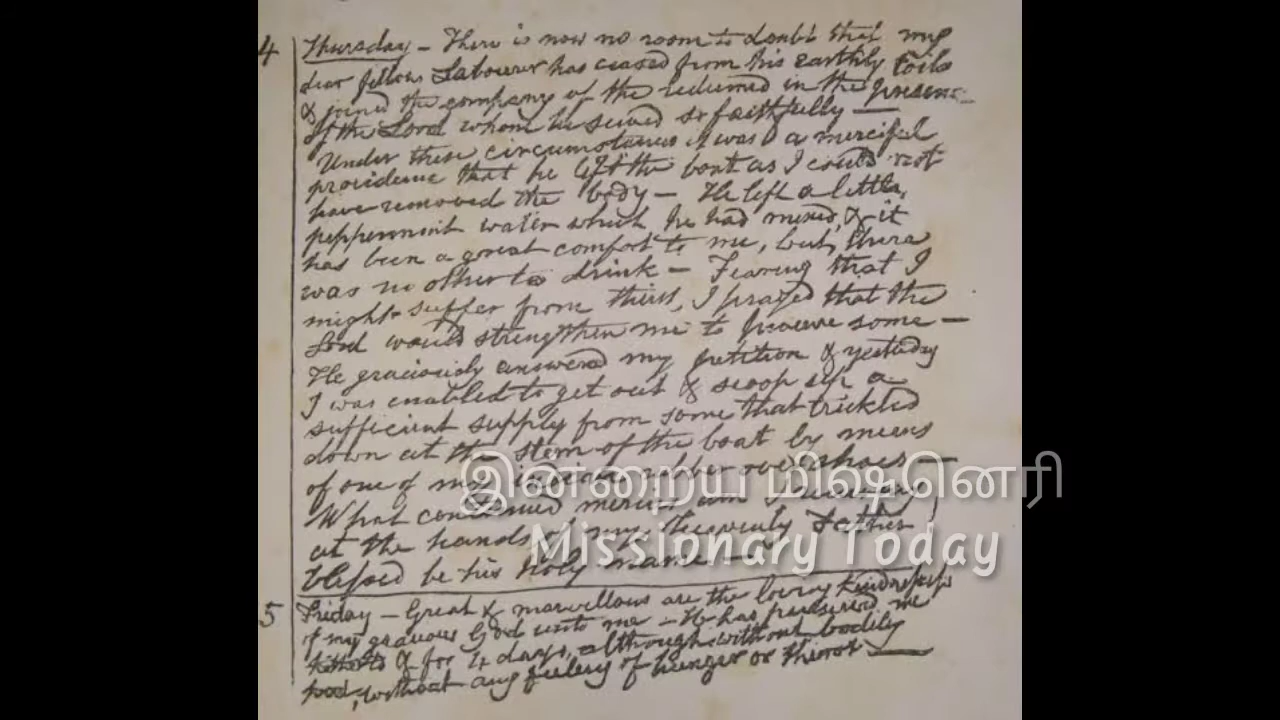 4 Thursday – There is now no room to doubt that my
dear fellow Labourer has ceased from his earthly toils
& joined the company of the redeemed in the presence
of the Lord whom he served so faithfully —
Under these circumstances it was a merciful
providence that he left the boat as I could not
have removed the body — He left a little
peppermint water which he had mixed, & it
has been a great comfort to me, but there
was no other to drink — Fearing that I
might suffer from thirst, I prayed that the
Lord would strengthen me to procure some —
He graciously answered my petition & yesterday
I was enabled to get out & scoop up a
sufficient supply from some that trickled
down at the stern of the boat by means
of one of my india rubber overshoes —
What continued mercies am I receiving
at the hands of my Heavenly Father
blessed be his holy name —
இன்றைய மிஷனெரி
Missionary Today
5 Friday – Great & marvellous are the loving kindnesses
of my gracious God unto me – He has preserved me
hitherto & for 4 days, although without bodily
food, without any feeling of hunger or thirst —